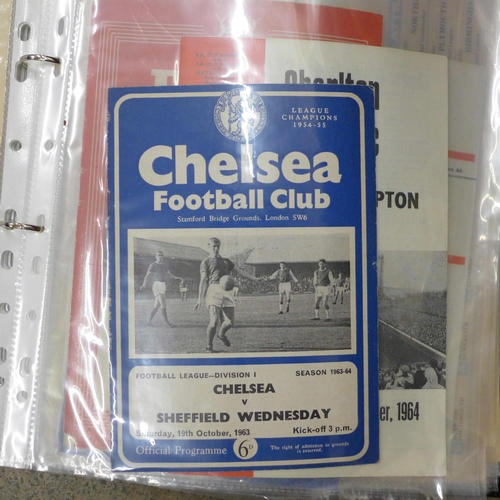 LEAGUE
CHAMPIONS
1954-55
Chelsea
Football Club
Stamford Bridge Grounds, London SW6
FOOTBALL LEAGUE—DIVISION I SEASON 1963-64
CHELSEA
v
SHEFFIELD WEDNESDAY
Saturday, 19th October, 1963 Kick-off 3 p.m.
Official Programme 6D The right of admission to grounds
is reserved.
Charlton
PTON
er, 1964